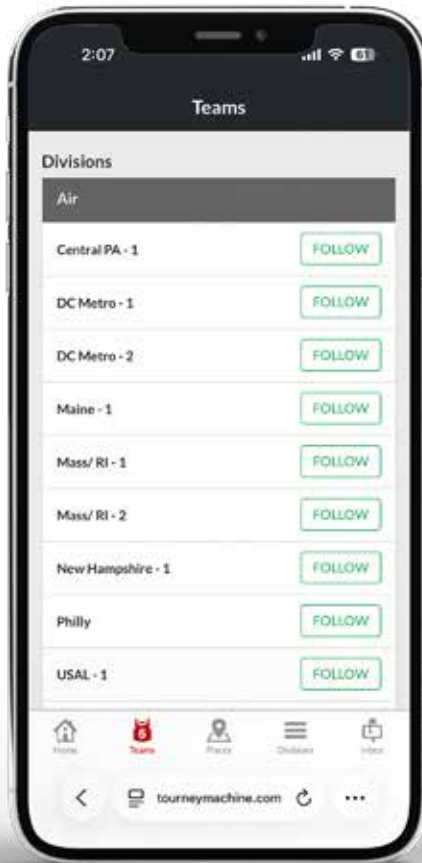 2:07
61
Teams
Divisions
Air
Central PA - 1 FOLLOW
DC Metro - 1 FOLLOW
DC Metro - 2 FOLLOW
Maine - 1 FOLLOW
Mass/ RI - 1 FOLLOW
Mass/ RI - 2 FOLLOW
New Hampshire - 1 FOLLOW
Philly FOLLOW
USAL - 1 FOLLOW
Home Teams Places Divisions Inbox
tourneymachine.com